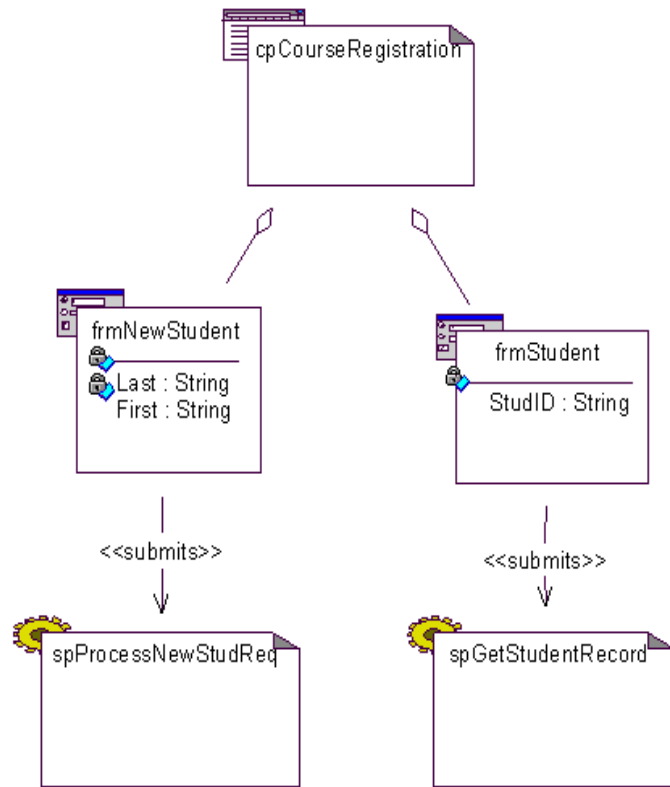 cpCourseRegistration
frmNewStudent
Last : String
First : String
frmStudent
StudID : String
<<submits>>
<<submits>>
spProcessNewStudReq
spGetStudentRecord